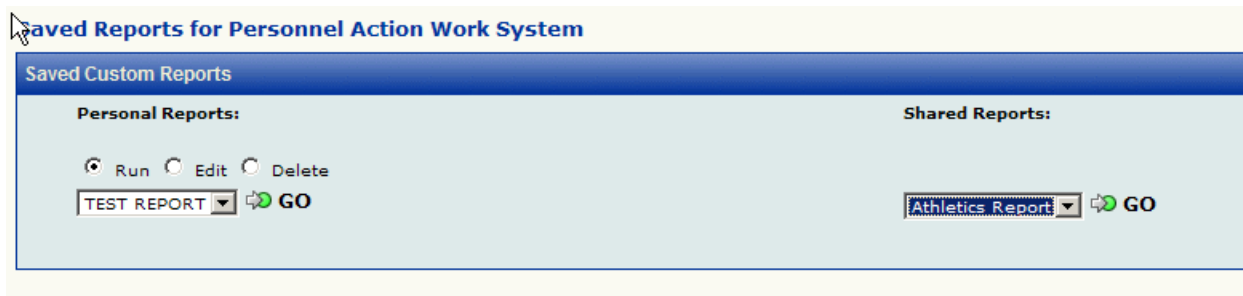 Saved Reports for Personnel Action Work System
Saved Custom Reports
Personal Reports:
Shared Reports:
Run Edit Delete
TEST REPORT GO
Athletics Report GO